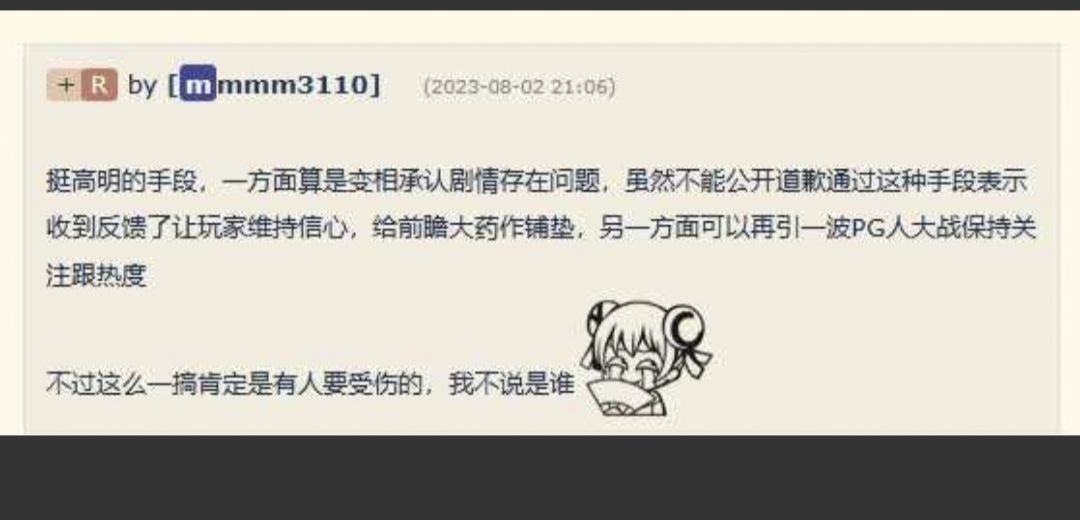 + R by [mmmmm3110] (2023-08-02 21:06)
挺高明的手段，一方面算是变相承认剧情存在问题，虽然不能公开道歉通过这种手段表示
收到反馈了让玩家维持信心，给前瞻大药作铺垫，另一方面可以再引一波PG人大战保持关
注跟热度
不过这么一搞肯定是有人要受伤的，我不说是谁